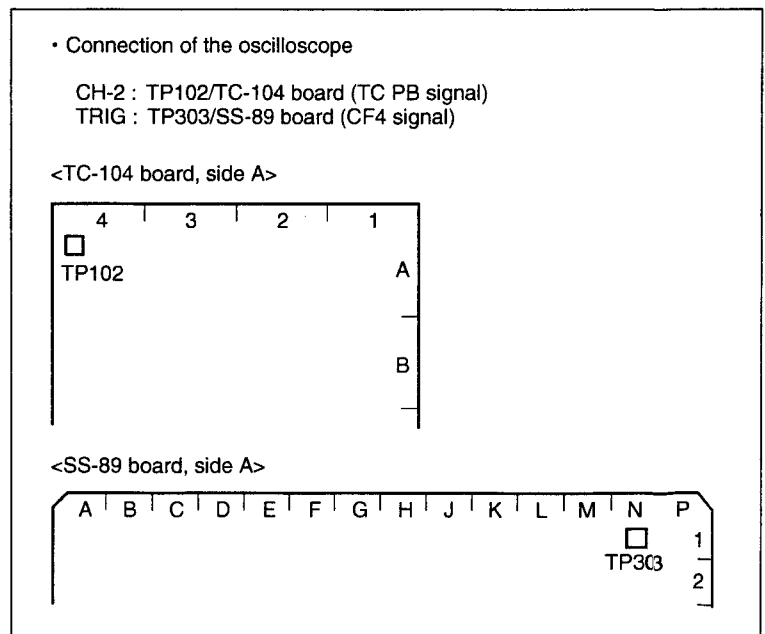 · Connection of the oscilloscope
CH-2 : TP102/TC-104 board (TC PB signal)
TRIG : TP303/SS-89 board (CF4 signal)
<TC-104 board, side A>
4 3 2 1
TP102
A
B
<SS-89 board, side A>
A B C D E F G H J K L M N P
1
TP303
2